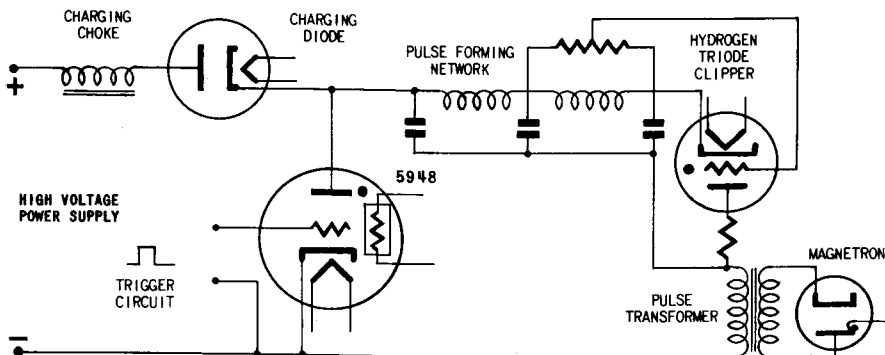 CHARGING
CHOKE
CHARGING
DIODE
PULSE FORMING
NETWORK
HYDROGEN
TRIODE
CLIPPER
+
5948
HIGH VOLTAGE
POWER SUPPLY
TRIGGER
CIRCUIT
PULSE
TRANSFORMER
MAGNETRON
−